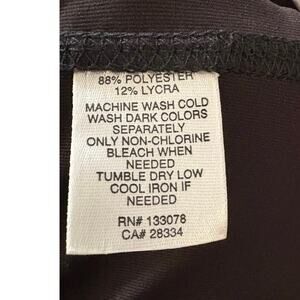 88% POLYESTER
12% LYCRA
MACHINE WASH COLD
WASH DARK COLORS
SEPARATELY
ONLY NON-CHLORINE
BLEACH WHEN
NEEDED
TUMBLE DRY LOW
COOL IRON IF
NEEDED
RN# 133078
CA# 28334